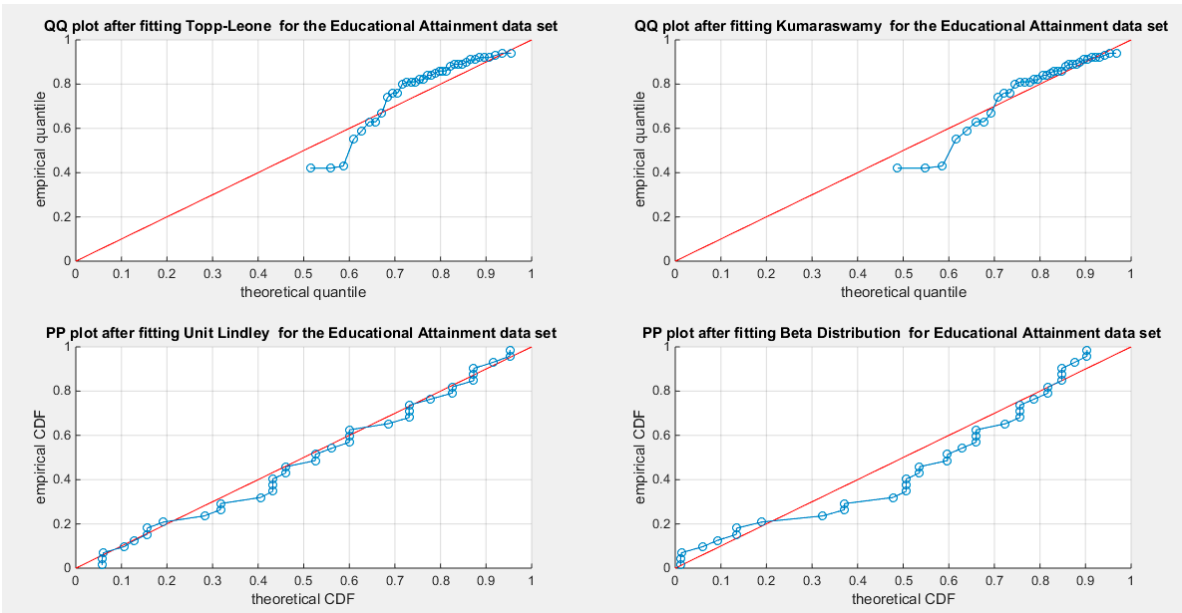 QQ plot after fitting Topp-Leone  for the Educational Attainment data set
1
0.8
0.6
0.4
0.2
0
empirical quantile
0 0.1 0.2 0.3 0.4 0.5 0.6 0.7 0.8 0.9 1
theoretical quantile
QQ plot after fitting Kumaraswamy  for the Educational Attainment data set
1
0.8
0.6
0.4
0.2
0
empirical quantile
0 0.1 0.2 0.3 0.4 0.5 0.6 0.7 0.8 0.9 1
theoretical quantile
PP plot after fitting Unit Lindley  for the Educational Attainment data set
1
0.8
0.6
0.4
0.2
0
empirical CDF
0 0.1 0.2 0.3 0.4 0.5 0.6 0.7 0.8 0.9 1
theoretical CDF
PP plot after fitting Beta Distribution  for Educational Attainment data set
1
0.8
0.6
0.4
0.2
0
empirical CDF
0 0.1 0.2 0.3 0.4 0.5 0.6 0.7 0.8 0.9 1
theoretical CDF